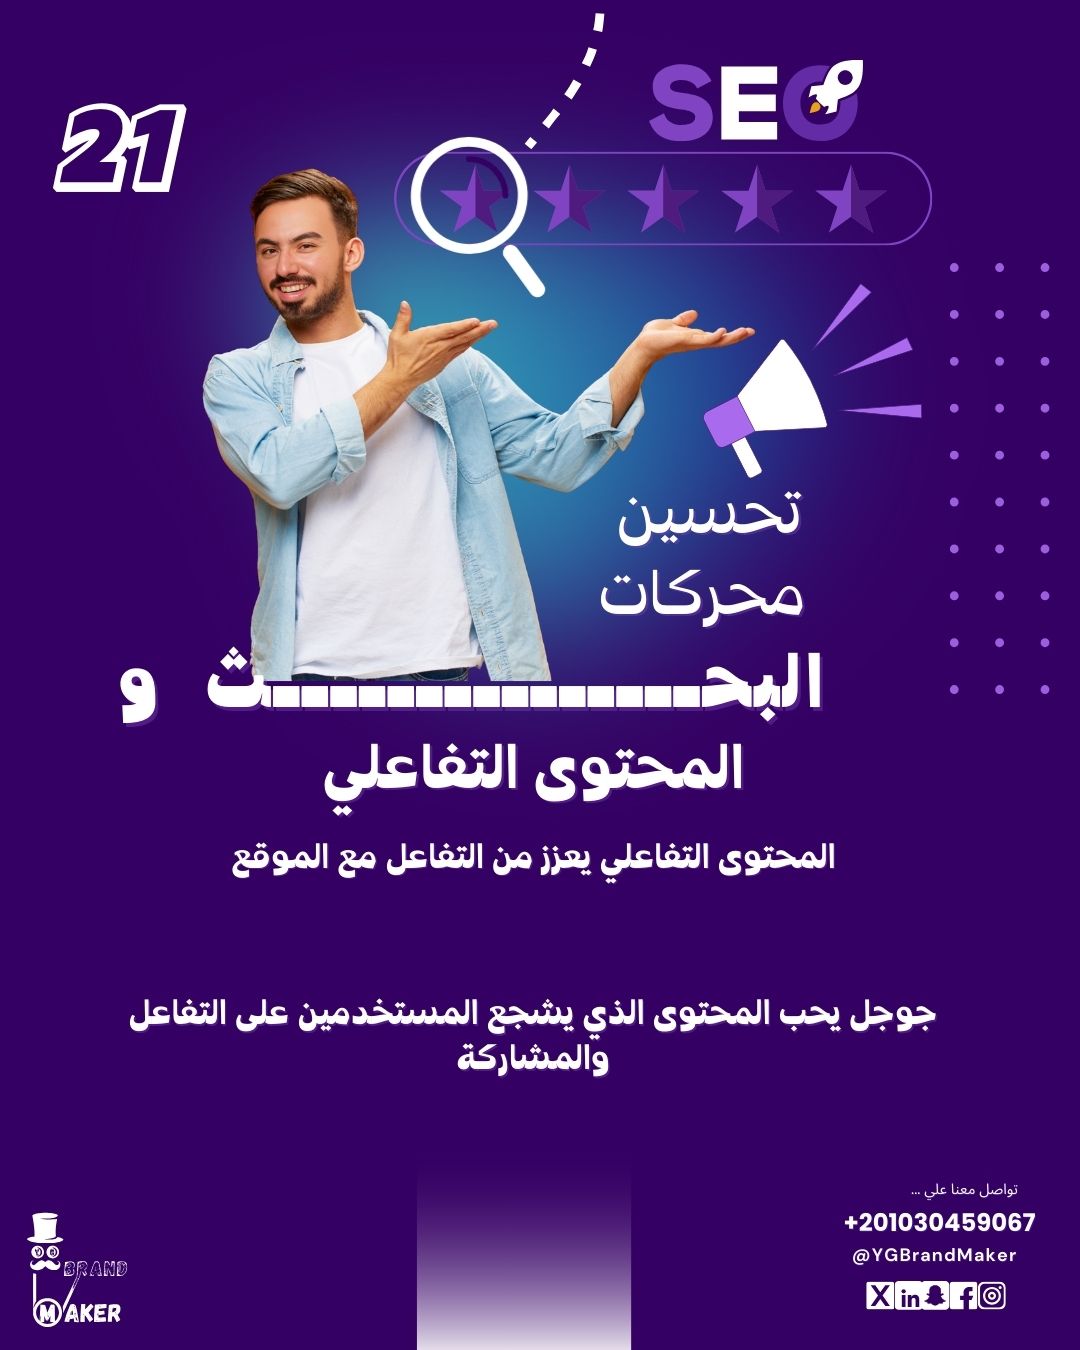 SEO
21
تحسين
محركات
البحـــــــــــــــث و
المحتوى التفاعلي
المحتوى التفاعلي يعزز من التفاعل مع الموقع
جوجل يحب المحتوى الذي يشجع المستخدمين على التفاعل
والمشاركة
تواصل معنا علي ...
+201030459067
@YGBrandMaker
BRAND
MAKER